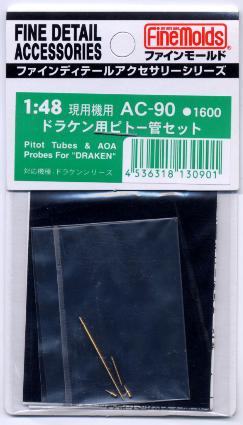 FINE DETAIL
ACCESSORIES
FineMolds
ファインモールド
ファインディテールアクセサリーシリーズ
1:48 現用機用 AC-90 ●1600
ドラケン用ピトー管セット
Pitot Tubes & AOA
Probes For "DRAKEN"
対応機種:ドラケンシリーズ
4 536318 130901